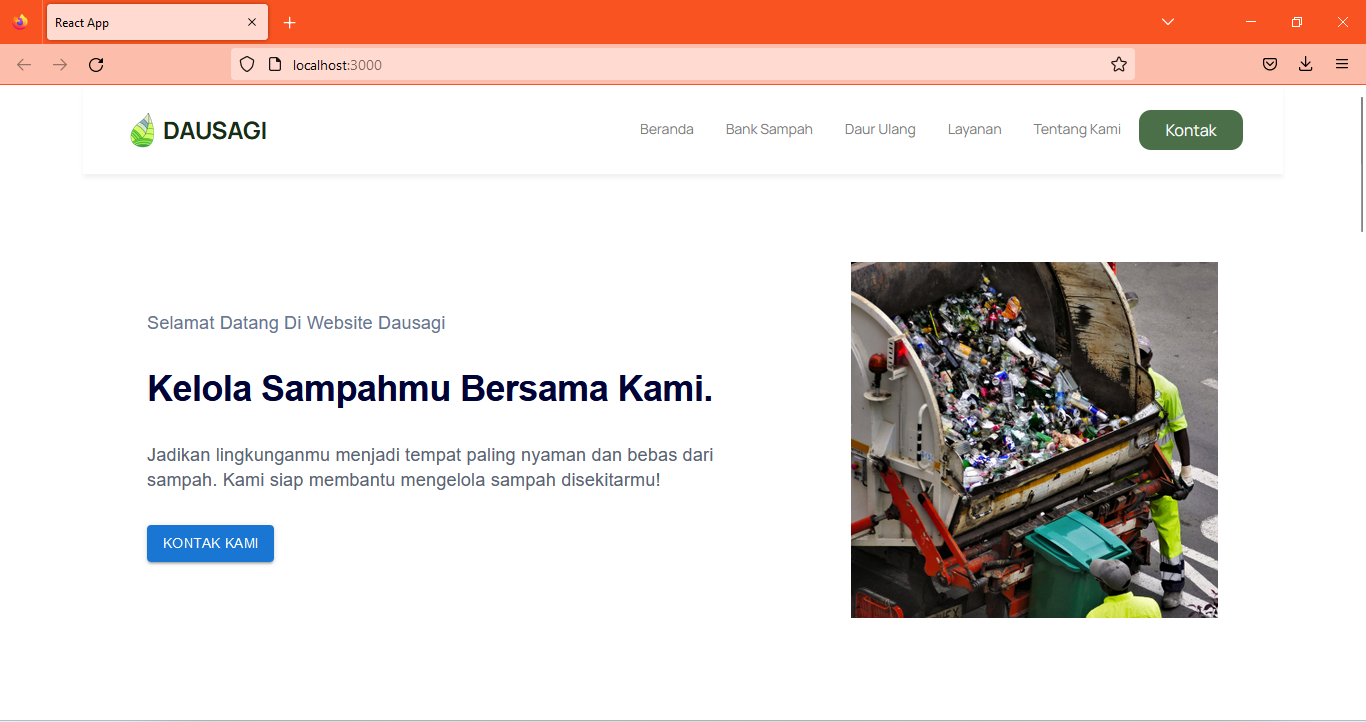 React App
localhost:3000
DAUSAGI
Beranda
Bank Sampah
Daur Ulang
Layanan
Tentang Kami
Kontak
Selamat Datang Di Website Dausagi
Kelola Sampahmu Bersama Kami.
Jadikan lingkunganmu menjadi tempat paling nyaman dan bebas dari
sampah. Kami siap membantu mengelola sampah disekitarmu!
KONTAK KAMI